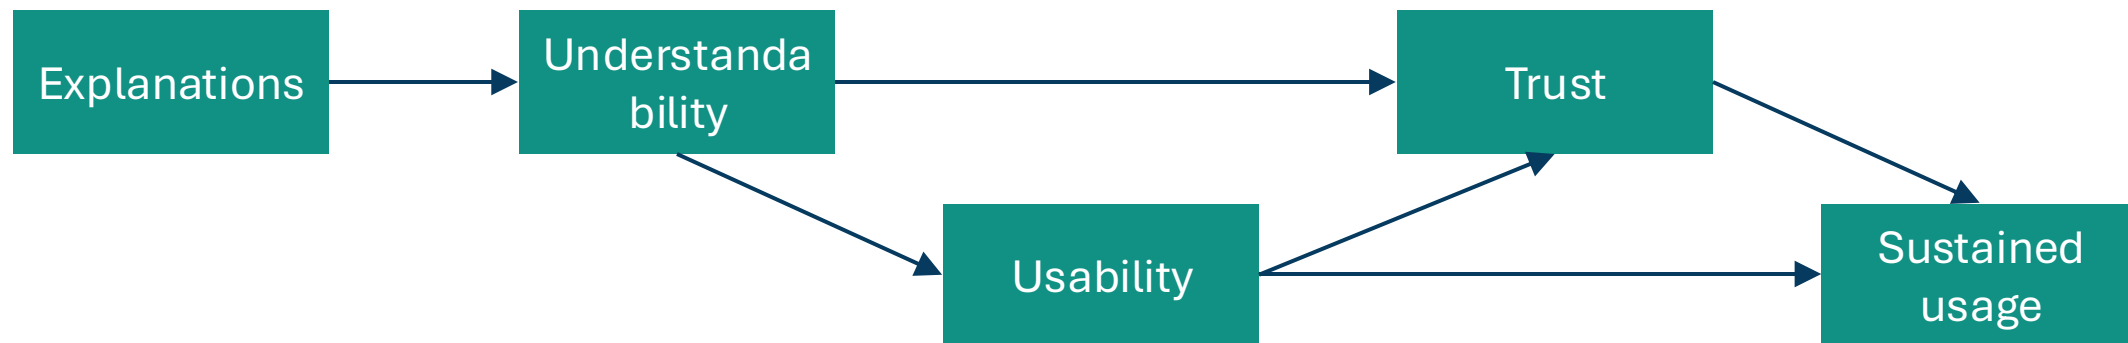 Explanations
Understanda
bility
Trust
Usability
Sustained
usage